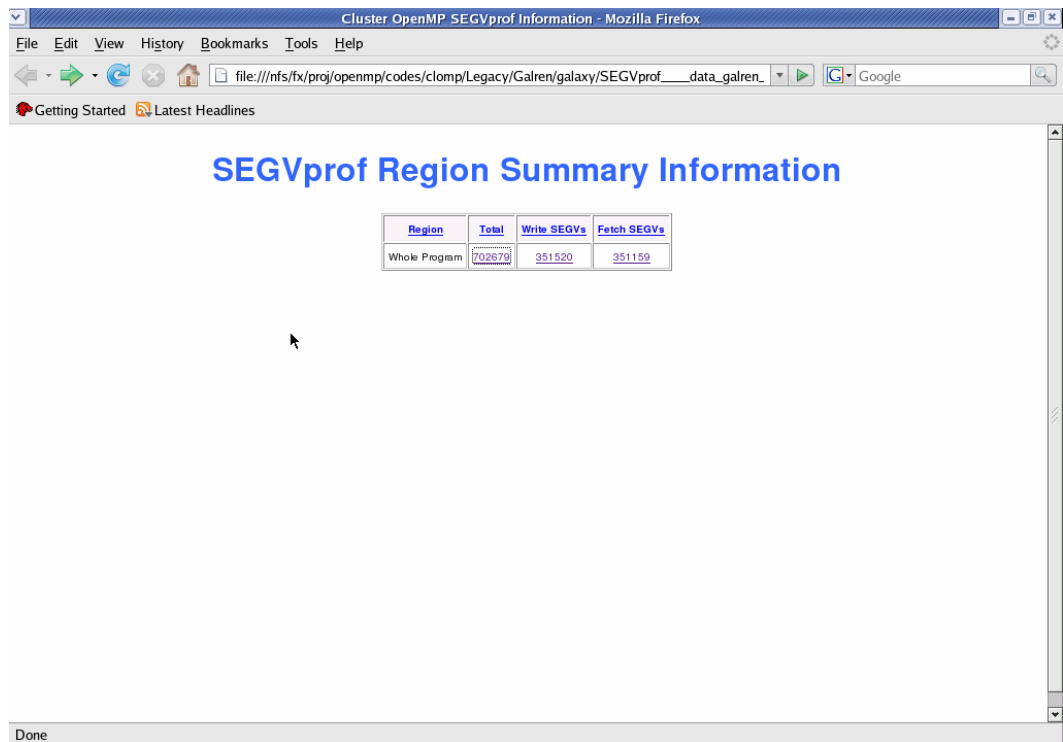 Cluster OpenMP SEGVprof Information - Mozilla Firefox
File Edit View History Bookmarks Tools Help
file:///nfs/fx/proj/openmp/codes/clomp/Legacy/Galren/galaxy/SEGVprof____data_galren_ G Google
Getting Started Latest Headlines
SEGVprof Region Summary Information
Region Total Write SEGVs Fetch SEGVs
Whole Program 702679 351520 351159
Done